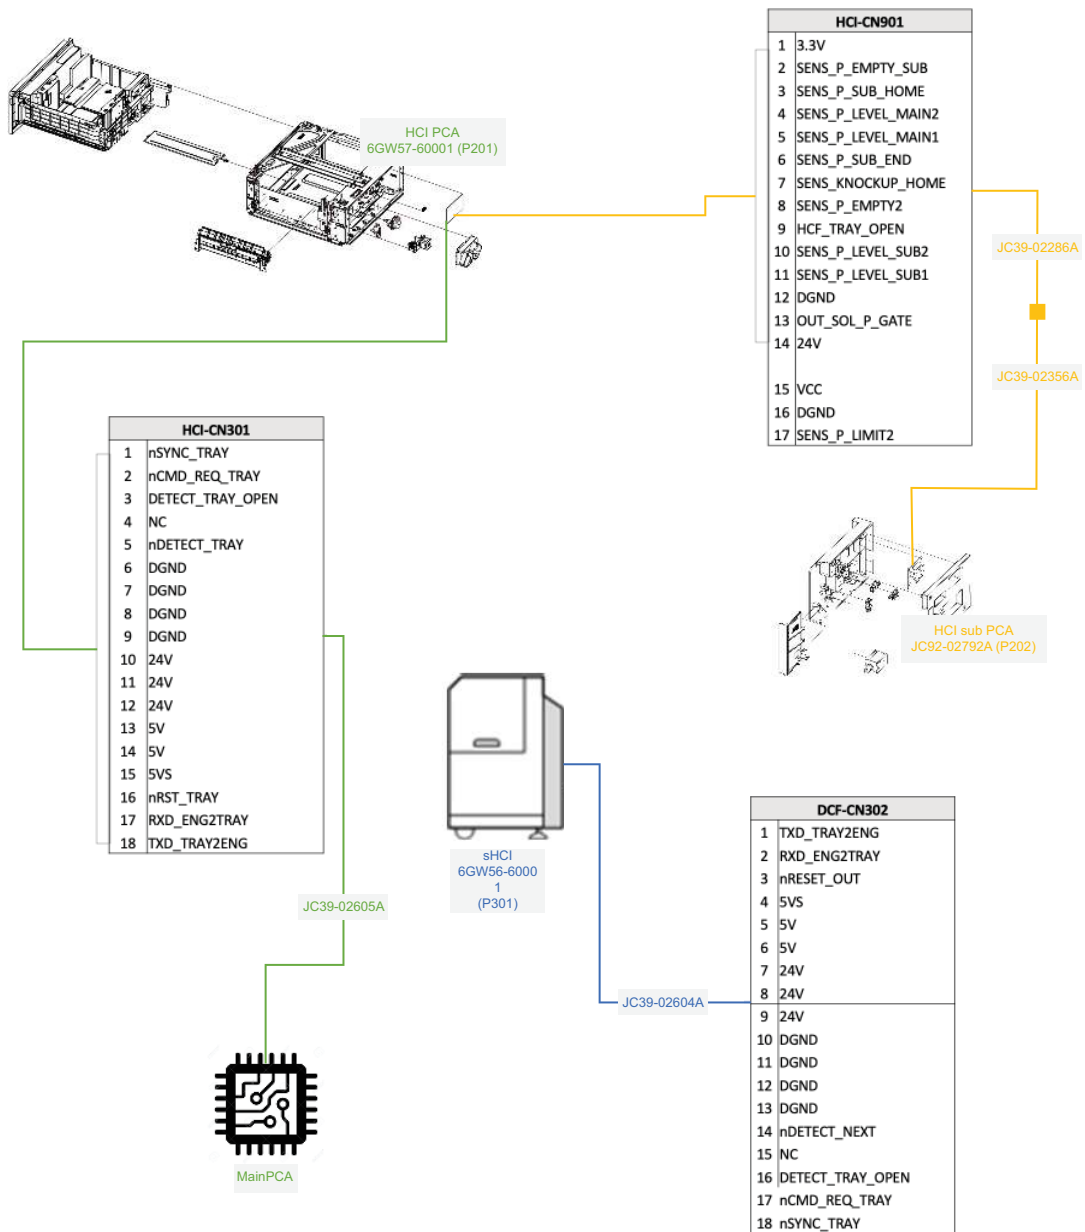 HCI-CN901
1 3.3V
2 SENS_P_EMPTY_SUB
3 SENS_P_SUB_HOME
4 SENS_P_LEVEL_MAIN2
5 SENS_P_LEVEL_MAIN1
6 SENS_P_SUB_END
7 SENS_KNOCKUP_HOME
8 SENS_P_EMPTY2
9 HCF_TRAY_OPEN
10 SENS_P_LEVEL_SUB2
11 SENS_P_LEVEL_SUB1
12 DGND
13 OUT_SOL_P_GATE
14 24V
15 VCC
16 DGND
17 SENS_P_LIMIT2
HCI PCA
6GW57-60001 (P201)
JC39-02286A
JC39-02356A
HCI-CN301
1 nSYNC_TRAY
2 nCMD_REQ_TRAY
3 DETECT_TRAY_OPEN
4 NC
5 nDETECT_TRAY
6 DGND
7 DGND
8 DGND
9 DGND
10 24V
11 24V
12 24V
13 5V
14 5V
15 5VS
16 nRST_TRAY
17 RXD_ENG2TRAY
18 TXD_TRAY2ENG
HCI sub PCA
JC92-02792A (P202)
sHCI
6GW56-6000
1
(P301)
JC39-02605A
JC39-02604A
MainPCA
DCF-CN302
1 TXD_TRAY2ENG
2 RXD_ENG2TRAY
3 nRESET_OUT
4 5VS
5 5V
6 5V
7 24V
8 24V
9 24V
10 DGND
11 DGND
12 DGND
13 DGND
14 nDETECT_NEXT
15 NC
16 DETECT_TRAY_OPEN
17 nCMD_REQ_TRAY
18 nSYNC_TRAY